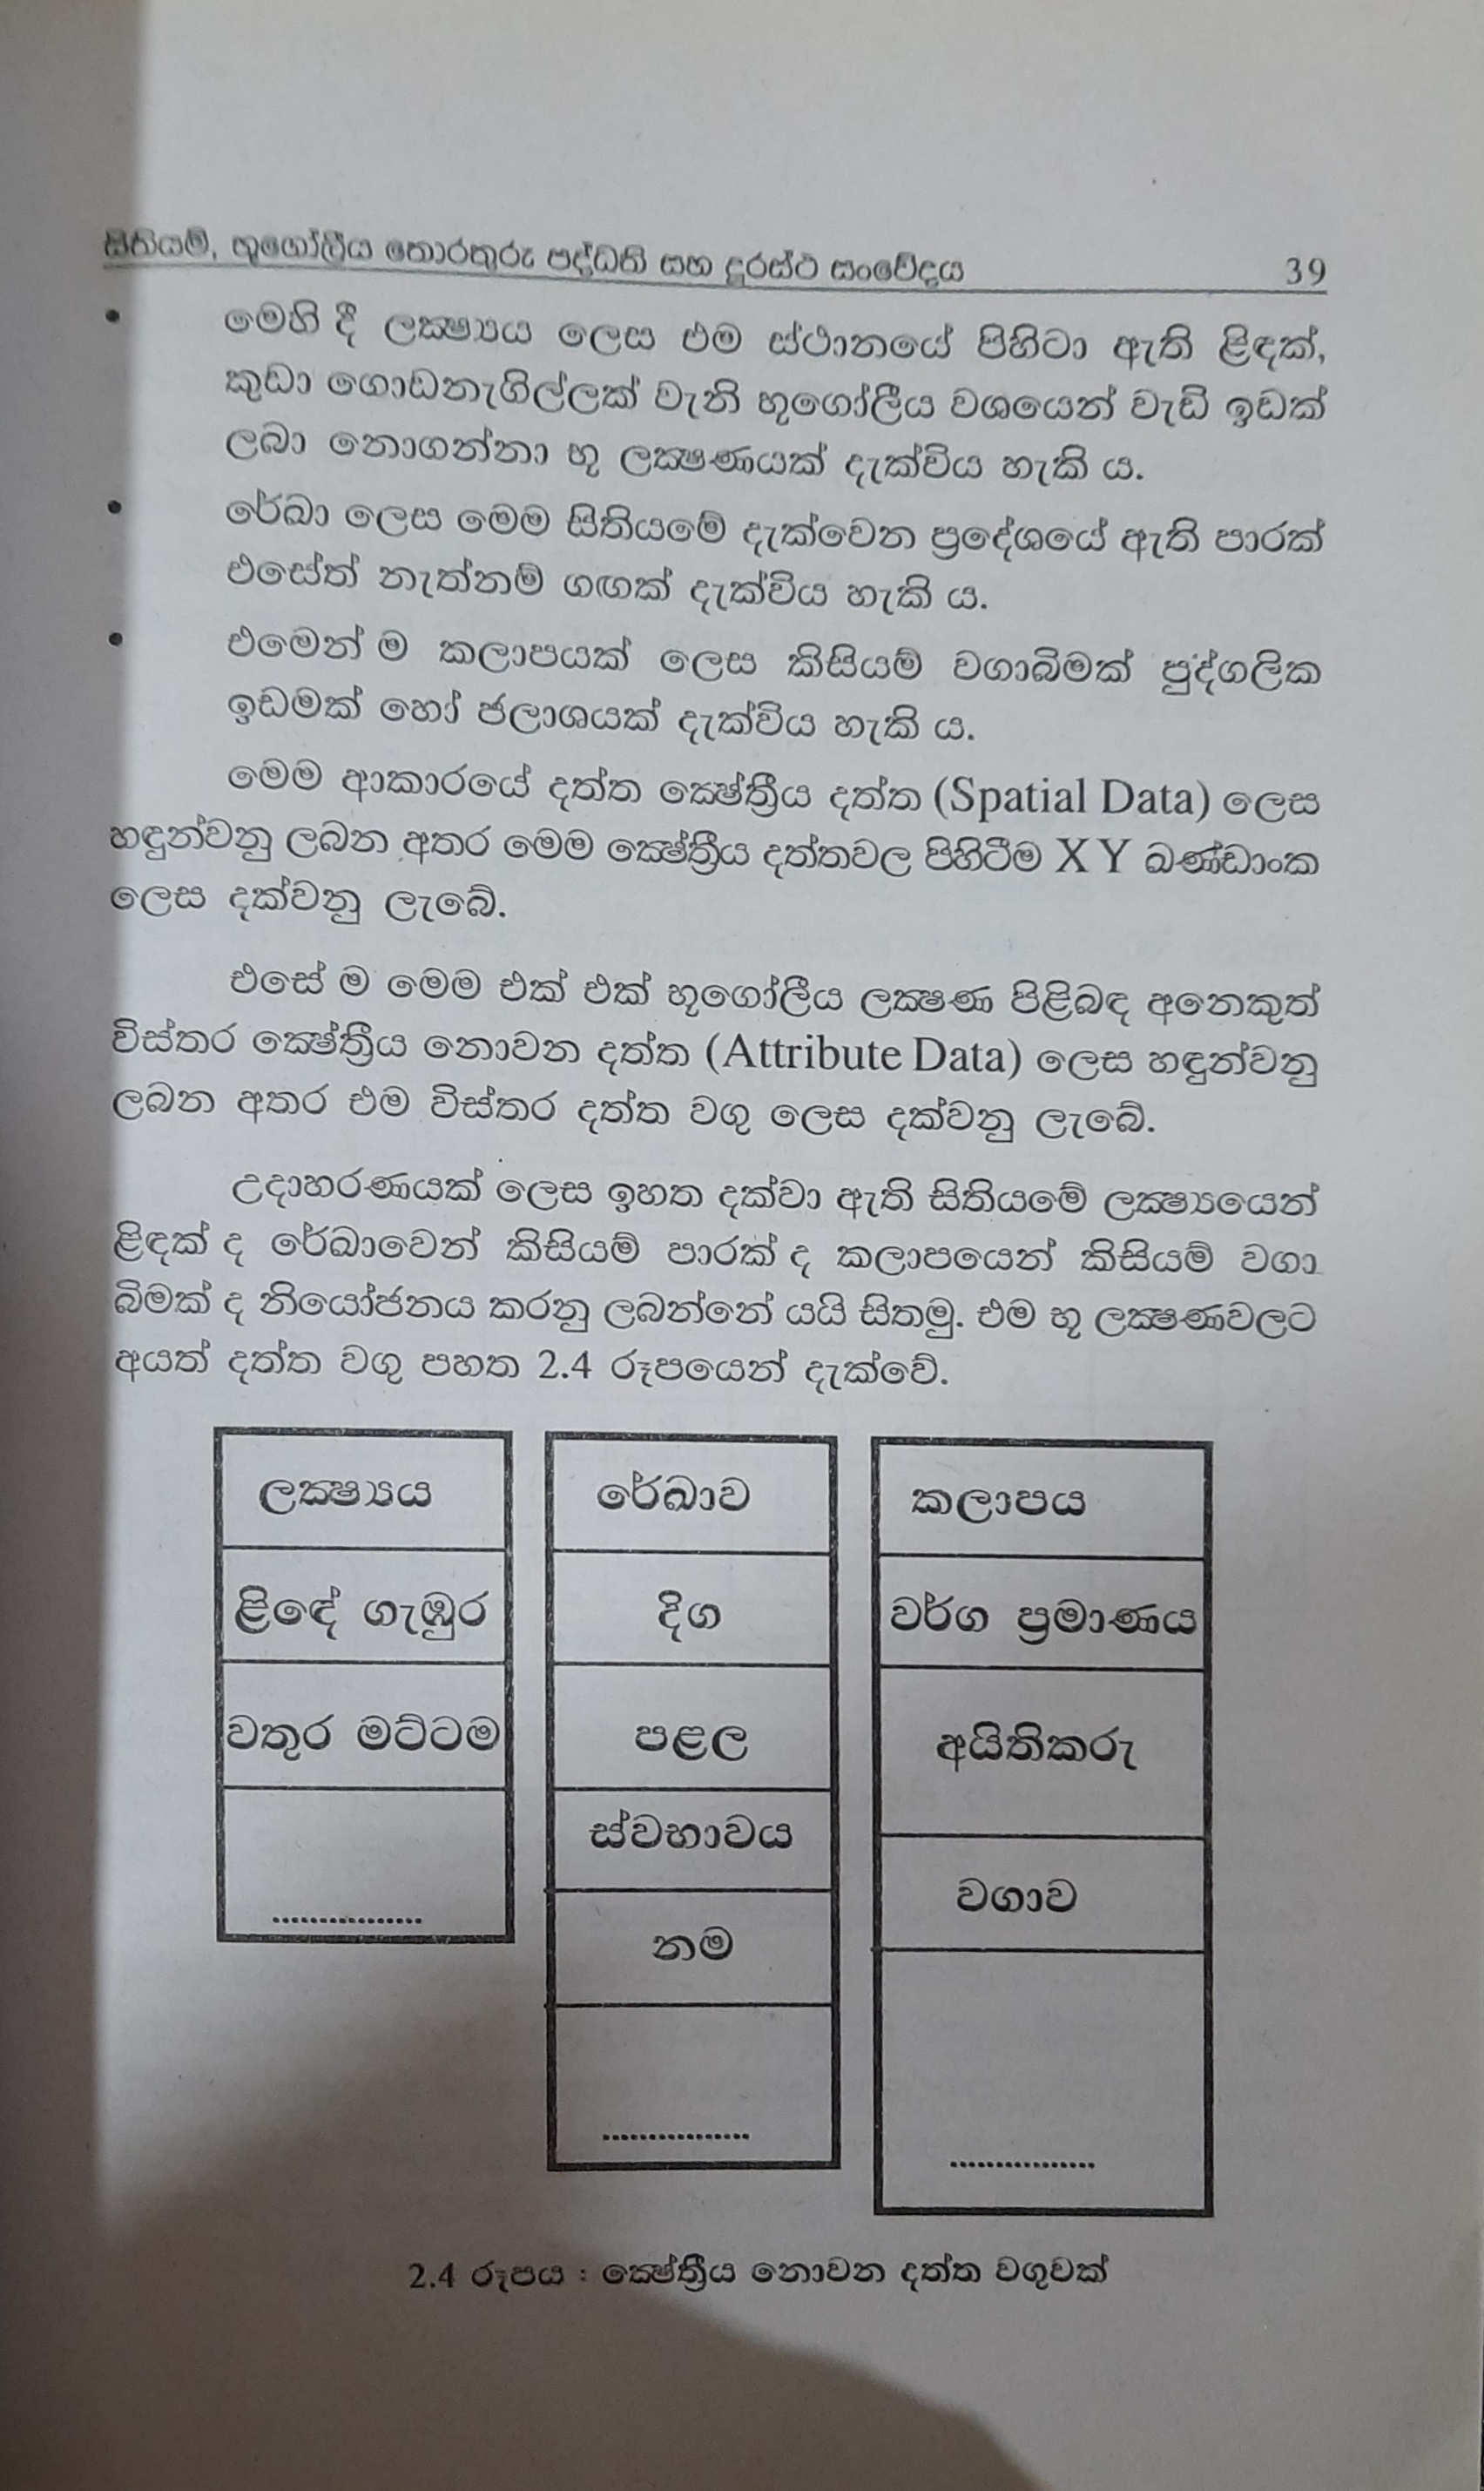 සිතියම්, භූගෝලීය තොරතුරු පද්ධති සහ දූරස්ථ සංවේදය 39
• මෙහි දී ලක්‍ෂ්‍යය ලෙස එම ස්ථානයේ පිහිටා ඇති ළිඳක්,
කුඩා ගොඩනැගිල්ලක් වැනි භූගෝලීය වශයෙන් වැඩි ඉඩක්
ලබා නොගන්නා භූ ලක්‍ෂණයක් දැක්විය හැකි ය.
• රේඛා ලෙස මෙම සිතියමේ දැක්වෙන ප්‍රදේශයේ ඇති පාරක්
එසේත් නැත්නම් ගඟක් දැක්විය හැකි ය.
• එමෙන් ම කලාපයක් ලෙස කිසියම් වගාබිමක් පුද්ගලික
ඉඩමක් හෝ ජලාශයක් දැක්විය හැකි ය.
මෙම ආකාරයේ දත්ත ක්‍ෂේත්‍රීය දත්ත (Spatial Data) ලෙස
හඳුන්වනු ලබන අතර මෙම ක්‍ෂේත්‍රීය දත්තවල පිහිටීම X Y ඛණ්ඩාංක
ලෙස දක්වනු ලැබේ.
එසේ ම මෙම එක් එක් භූගෝලීය ලක්‍ෂණ පිළිබඳ අනෙකුත්
විස්තර ක්‍ෂේත්‍රීය නොවන දත්ත (Attribute Data) ලෙස හඳුන්වනු
ලබන අතර එම විස්තර දත්ත වගු ලෙස දක්වනු ලැබේ.
උදාහරණයක් ලෙස ඉහත දක්වා ඇති සිතියමේ ලක්‍ෂ්‍යයෙන්
ළිඳක් ද රේඛාවෙන් කිසියම් පාරක් ද කලාපයෙන් කිසියම් වගා
බිමක් ද නියෝජනය කරනු ලබන්නේ යයි සිතමු. එම භූ ලක්‍ෂණවලට
අයත් දත්ත වගු පහත 2.4 රූපයෙන් දැක්වේ.
ලක්‍ෂ්‍යය
ළිඳේ ගැඹුර
වතුර මට්ටම
................
රේඛාව
දිග
පළල
ස්වභාවය
නම
................
කලාපය
වර්ග ප්‍රමාණය
අයිතිකරු
වගාව
................
2.4 රූපය : ක්‍ෂේත්‍රීය නොවන දත්ත වගුවක්